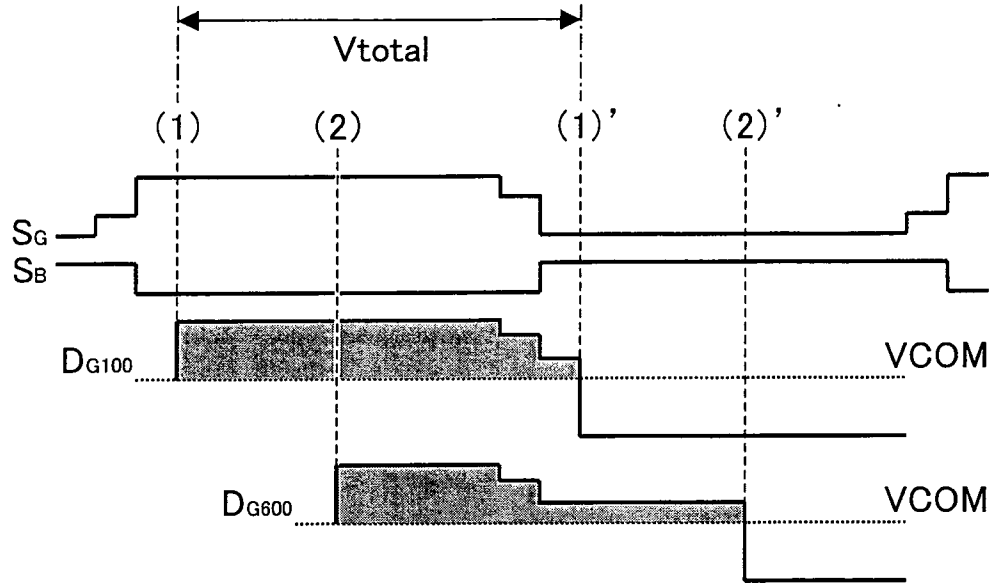 Vtotal
(1) (2) (1)' (2)'
SG
SB
DG100 VCOM
DG600 VCOM